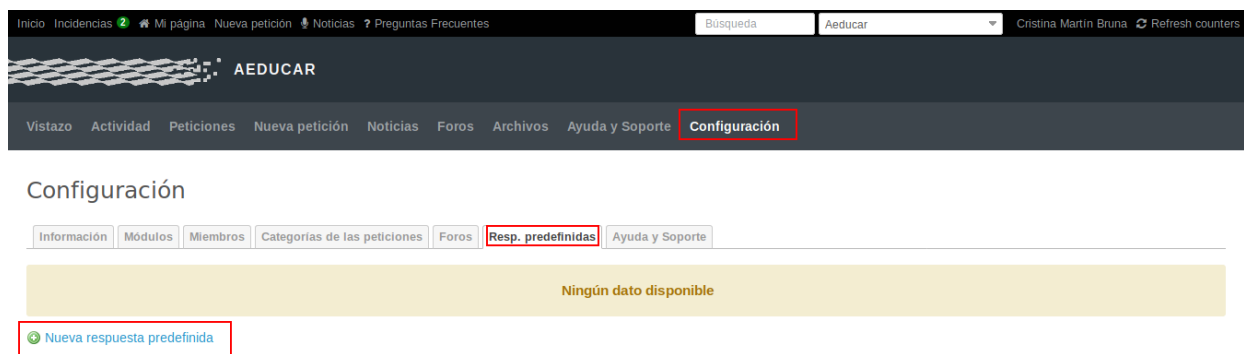 Inicio Incidencias 2 Mi página Nueva petición Noticias ? Preguntas Frecuentes Búsqueda Aeducar Cristina Martín Bruna Refresh counters
AEDUCAR
Vistazo Actividad Peticiones Nueva petición Noticias Foros Archivos Ayuda y Soporte Configuración
Configuración
Información Módulos Miembros Categorías de las peticiones Foros Resp. predefinidas Ayuda y Soporte
Ningún dato disponible
Nueva respuesta predefinida